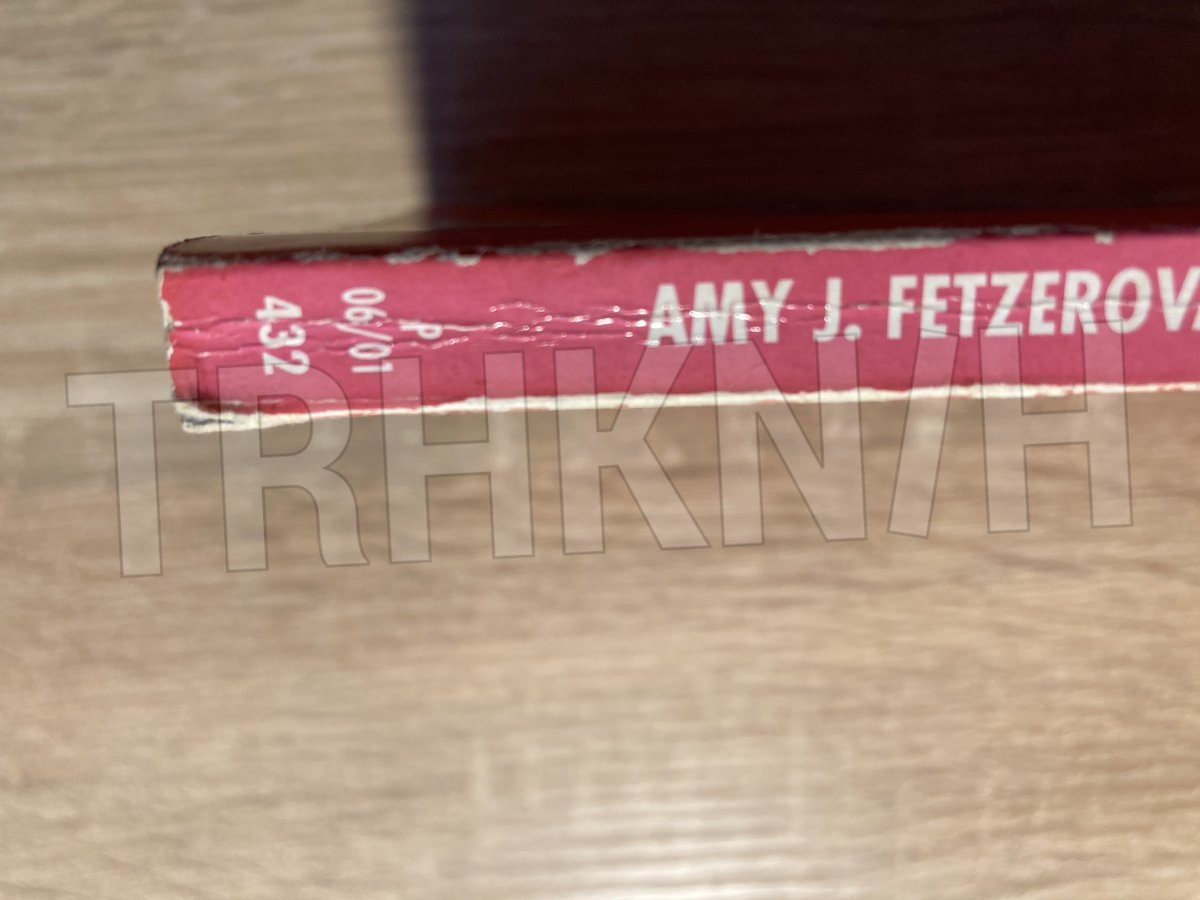 432
06/01
P
AMY J. FETZEROVÁ
TRHKNIH